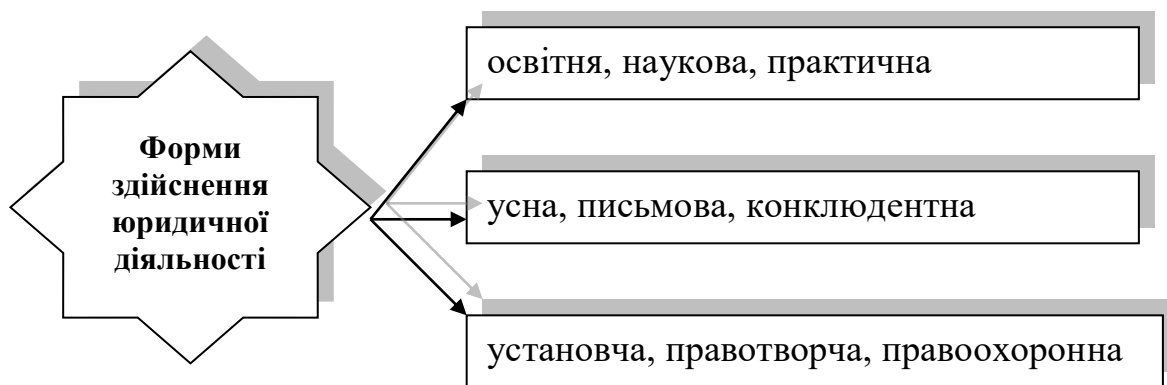 Форми
здійснення
юридичної
діяльності
освітня, наукова, практична
усна, письмова, конклюдентна
установча, правотворча, правоохоронна